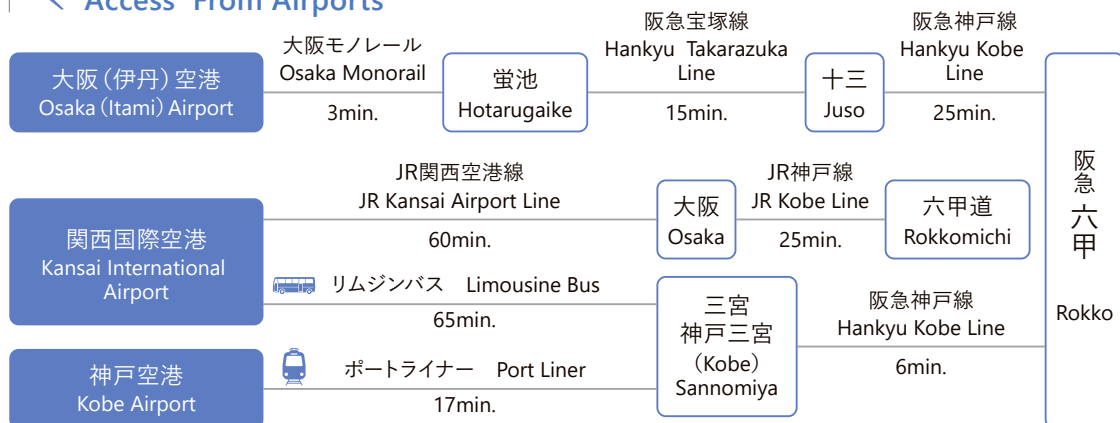 Access From Airports
大阪（伊丹）空港
Osaka（Itami）Airport
大阪モノレール
Osaka Monorail
3min.
蛍池
Hotarugaike
阪急宝塚線
Hankyu Takarazuka
Line
15min.
十三
Juso
阪急神戸線
Hankyu Kobe
Line
25min.
関西国際空港
Kansai International
Airport
JR関西空港線
JR Kansai Airport Line
60min.
大阪
Osaka
JR神戸線
JR Kobe Line
25min.
六甲道
Rokkomichi
リムジンバス Limousine Bus
65min.
神戸空港
Kobe Airport
ポートライナー Port Liner
17min.
三宮
神戸三宮
（Kobe）
Sannomiya
阪急神戸線
Hankyu Kobe Line
6min.
阪急六甲
Rokko